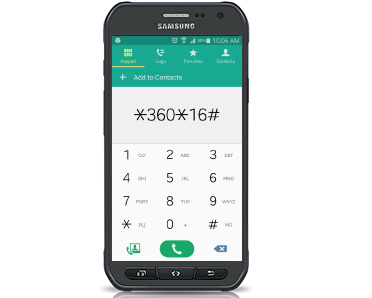 SAMSUNG
10:06 AM
Keypad Logs Favorites Contacts
+ Add to Contacts
*360*16#
1 2 ABC 3 DEF
4 GHI 5 JKL 6 MNO
7 PQRS 8 TUV 9 WXYZ
* 0 + #